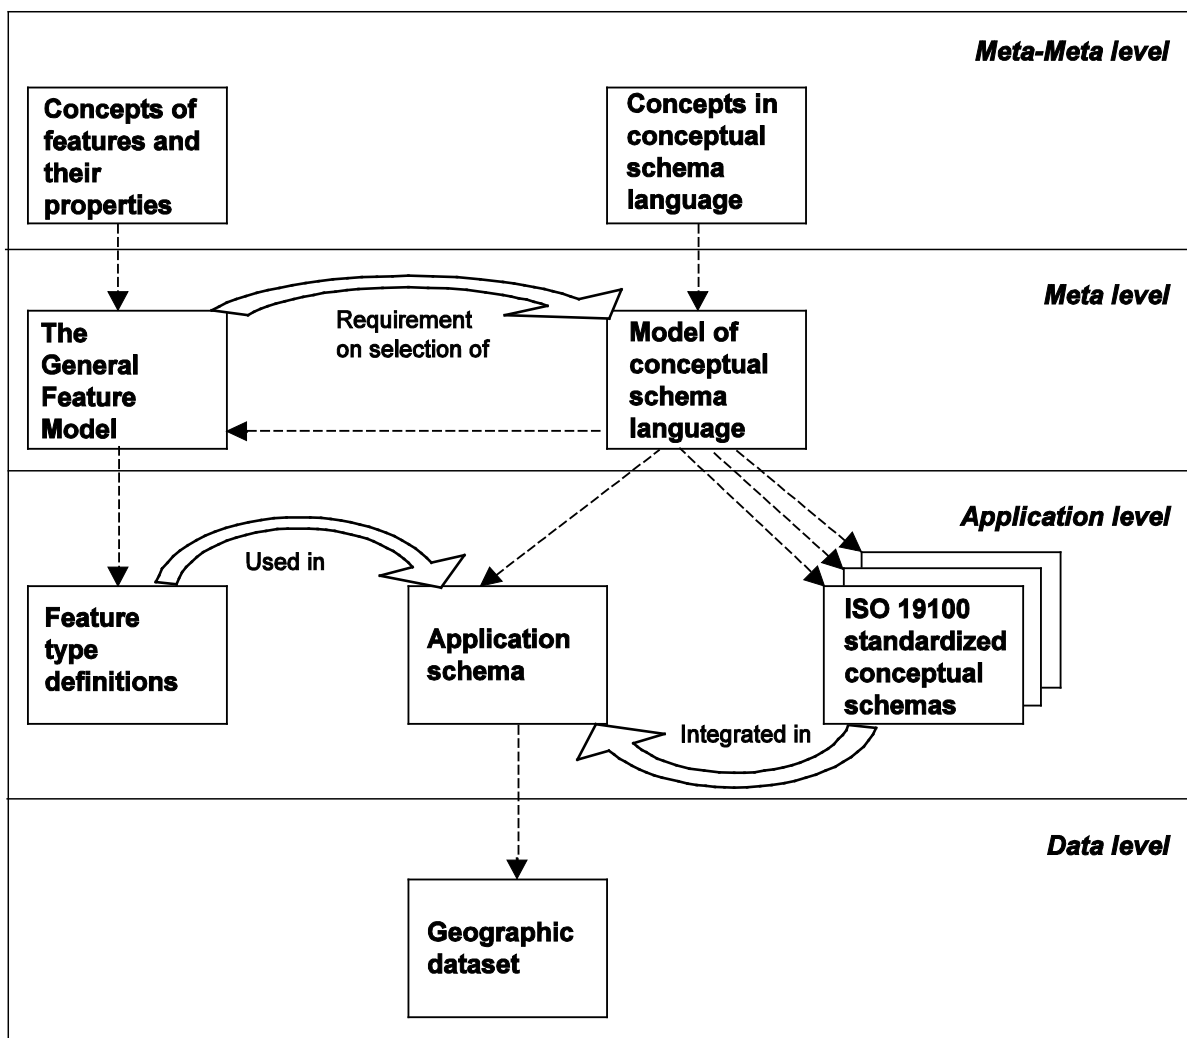 Meta-Meta level
Concepts of
features and
their
properties
Concepts in
conceptual
schema
language
Meta level
The
General
Feature
Model
Requirement
on selection of
Model of
conceptual
schema
language
Application level
Used in
Feature
type
definitions
Application
schema
ISO 19100
standardized
conceptual
schemas
Integrated in
Data level
Geographic
dataset